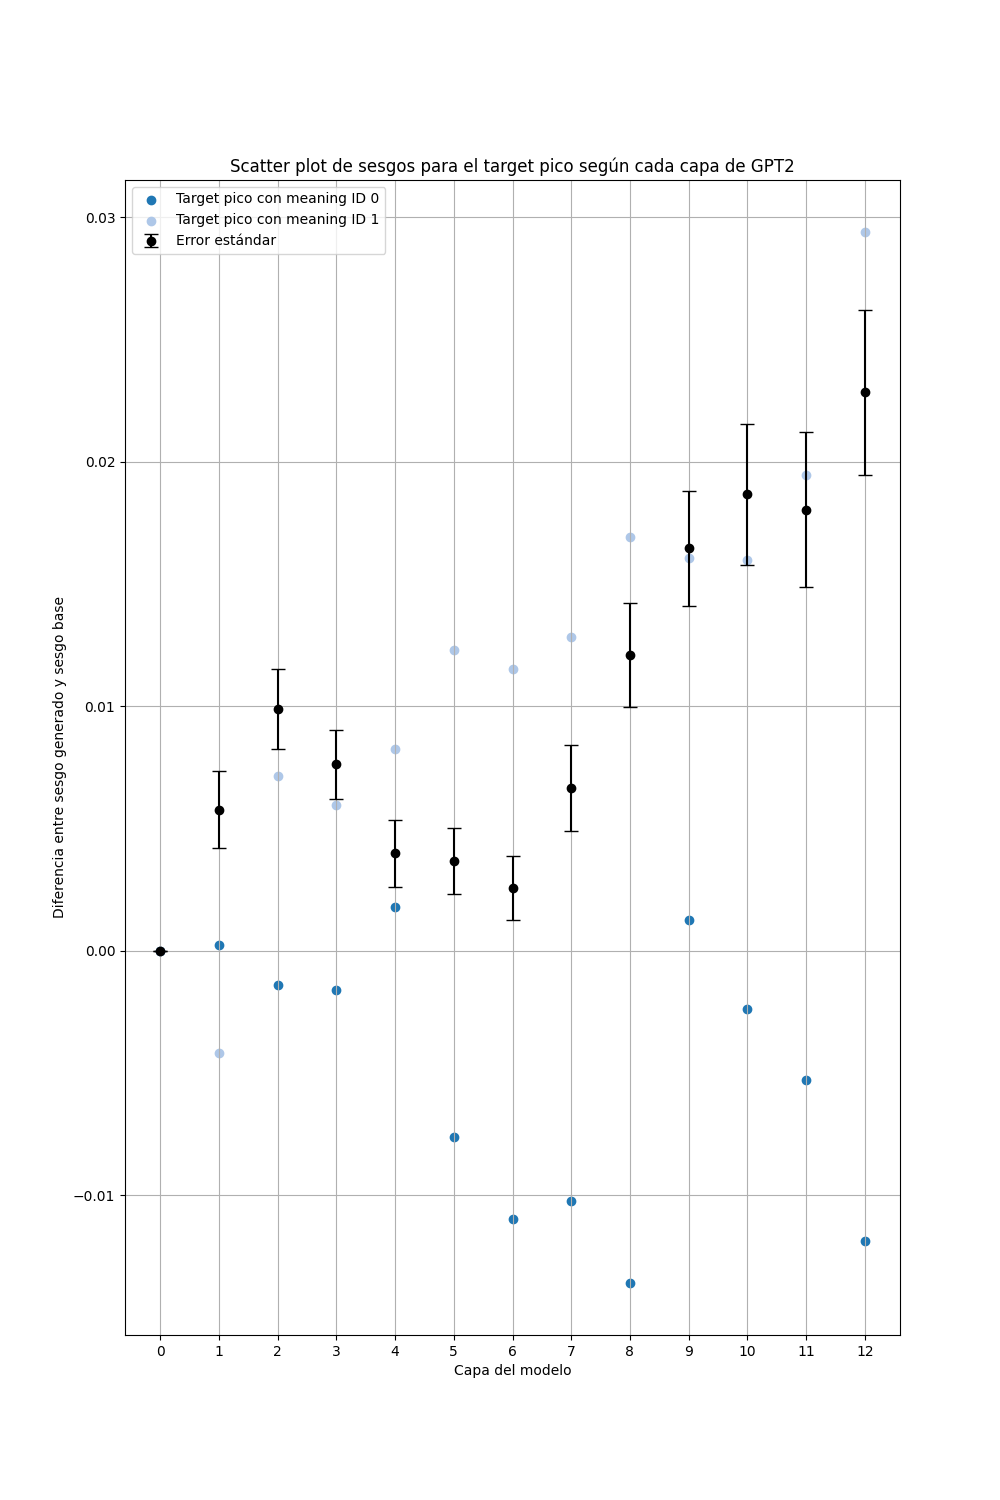 Scatter plot de sesgos para el target pico según cada capa de GPT2
Target pico con meaning ID 0
Target pico con meaning ID 1
Error estándar
0.03
0.02
0.01
0.00
−0.01
Diferencia entre sesgo generado y sesgo base
0 1 2 3 4 5 6 7 8 9 10 11 12
Capa del modelo